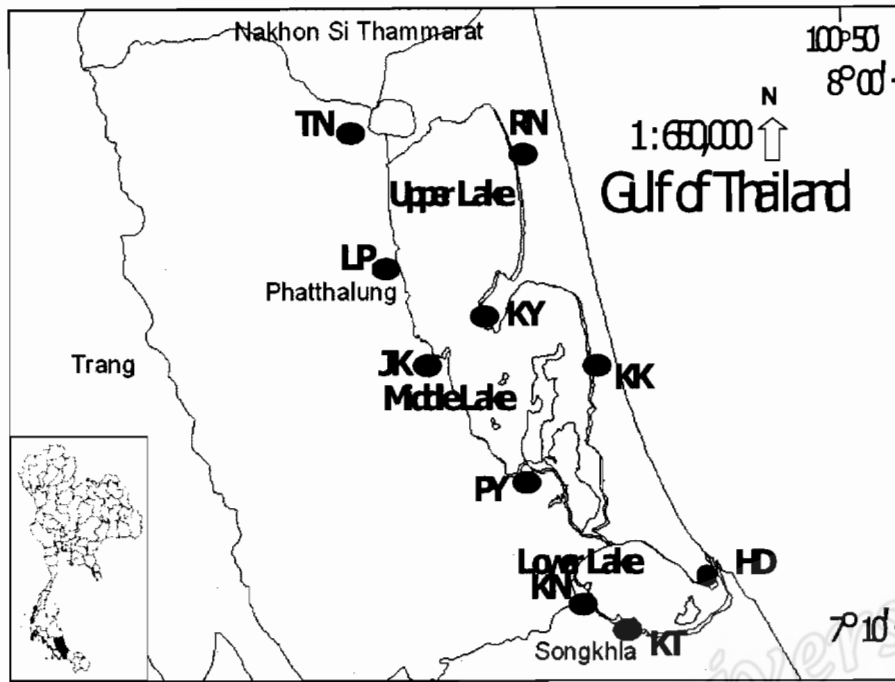 Nakhon Si Thammarat
100°50'
8°00'
N
TN
RN
1:650,000
Upper Lake
Gulf of Thailand
LP
Phatthalung
KY
Trang
JK
KK
Middle Lake
PY
Lower Lake
HD
KN
7°10'
Songkhla
KT